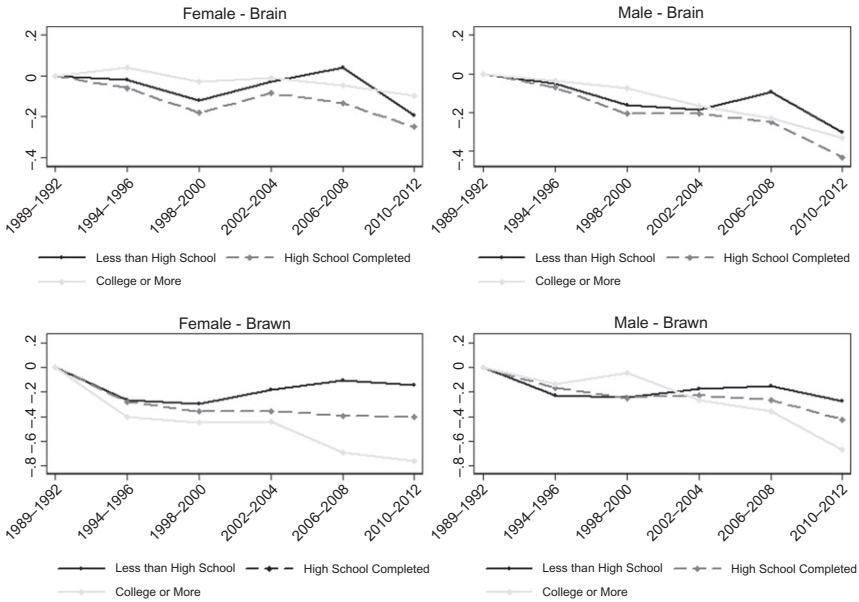 Female - Brain
Male - Brain
.2
0
−.2
−.4
1989–1992
1994–1996
1998–2000
2002–2004
2006–2008
2010–2012
.2
0
−.2
−.4
1989–1992
1994–1996
1998–2000
2002–2004
2006–2008
2010–2012
Less than High School
High School Completed
College or More
Less than High School
High School Completed
College or More
Female - Brawn
Male - Brawn
.2
0
−.2
−.4
−.6
−.8
1989–1992
1994–1996
1998–2000
2002–2004
2006–2008
2010–2012
.2
0
−.2
−.4
−.6
−.8
1989–1992
1994–1996
1998–2000
2002–2004
2006–2008
2010–2012
Less than High School
High School Completed
College or More
Less than High School
High School Completed
College or More